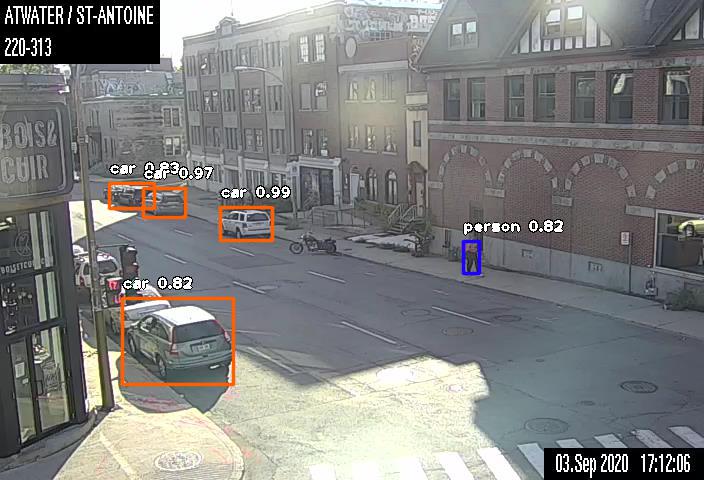 ATWATER / ST-ANTOINE
220-313
BOIS &
CUIR
car 0.83
car 0.97
car 0.99
person 0.82
car 0.82
03.Sep 2020 17:12:06